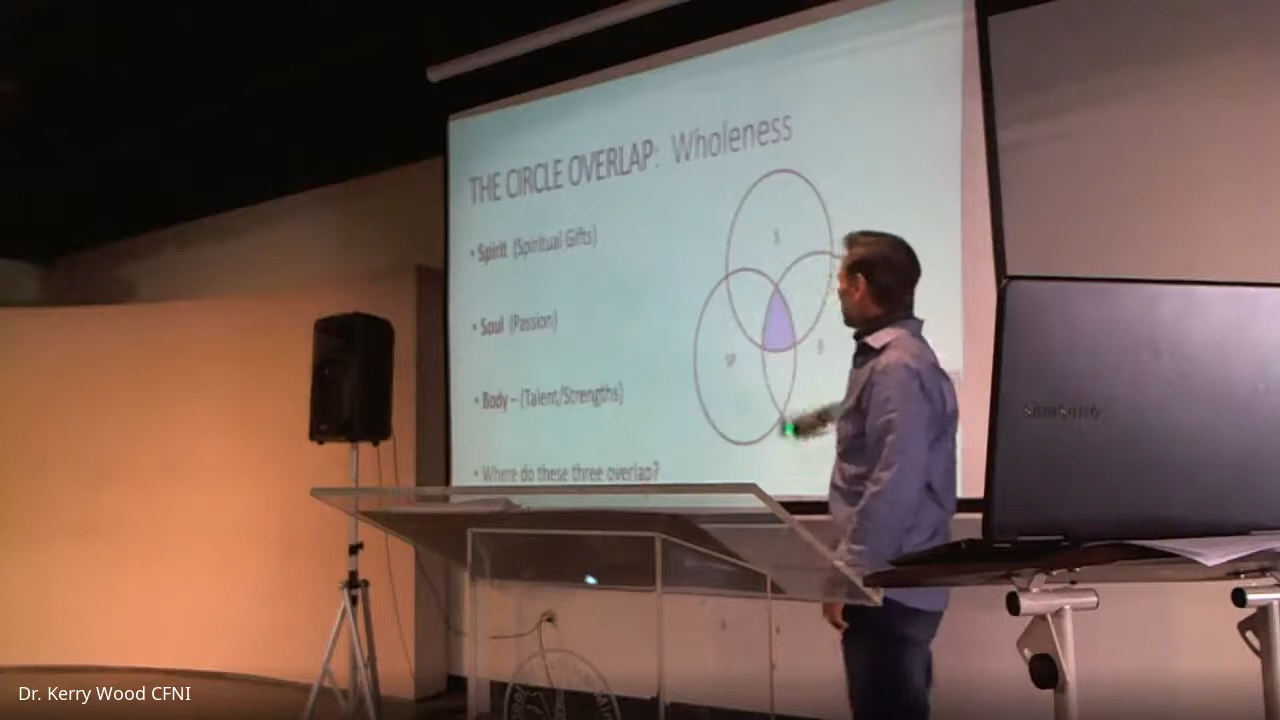 THE CIRCLE OVERLAP: Wholeness
• Spirit (Spiritual Gifts)
• Soul (Passion)
• Body – (Talent/Strengths)
• Where do these three overlap?
S
SP
B
SAMSUNG
Dr. Kerry Wood CFNI